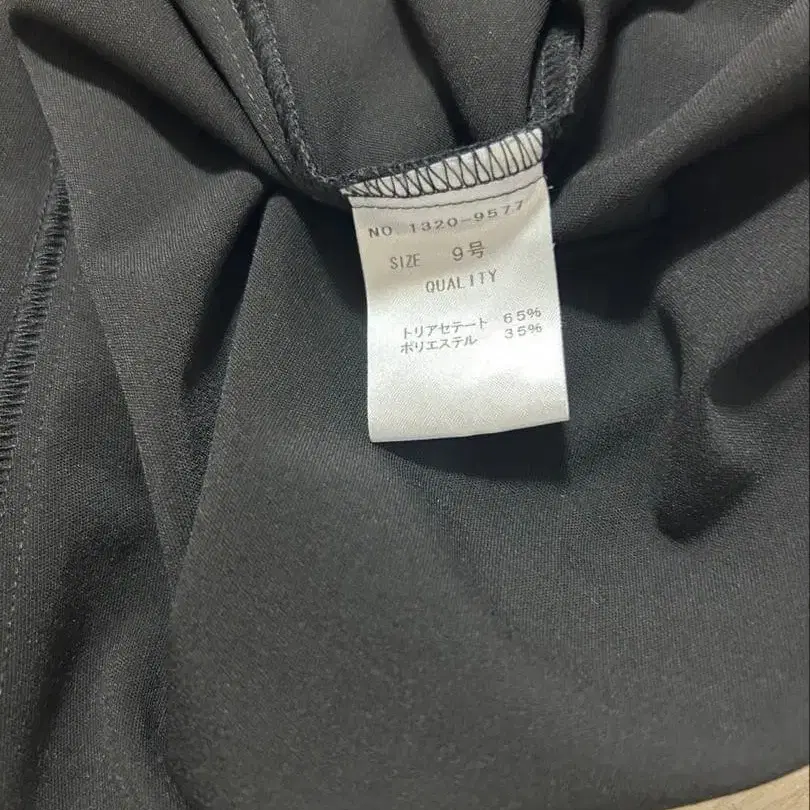 NO. 1320-9577
SIZE 9号
QUALITY
トリアセテート 65%
ポリエステル 35%